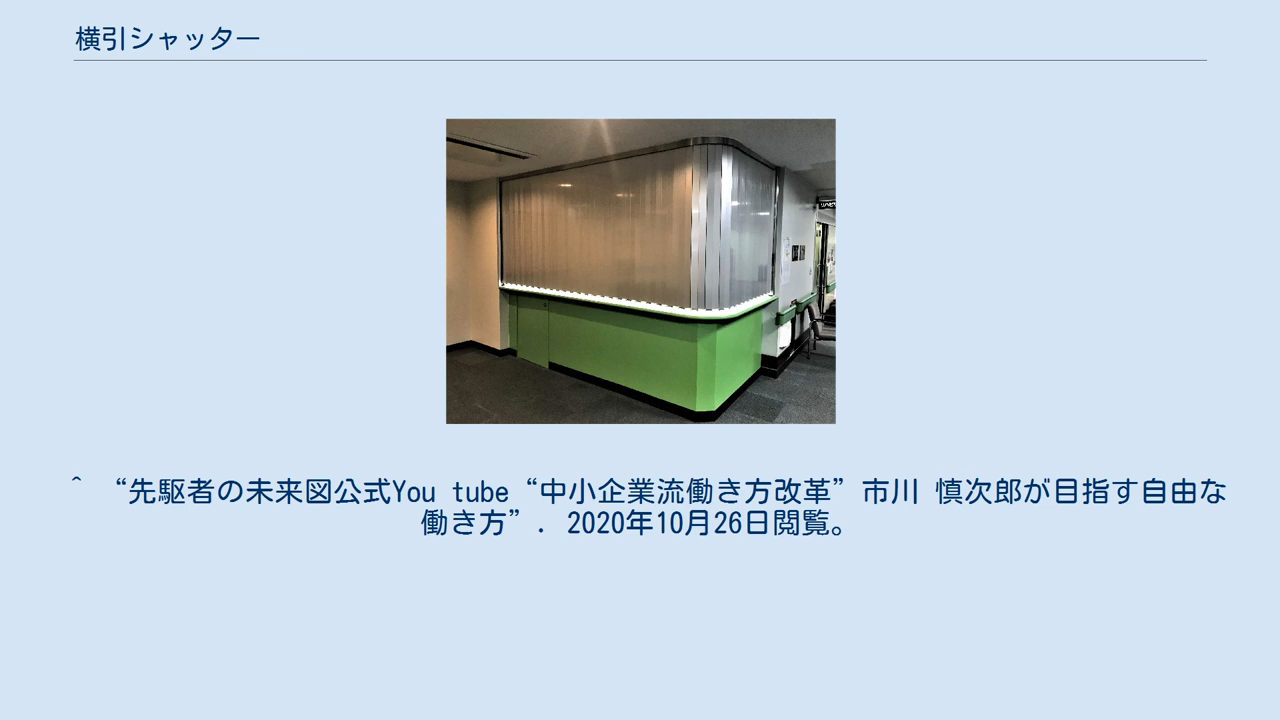 横引シャッター
^ “先駆者の未来図公式You tube“中小企業流働き方改革”市川 慎次郎が目指す自由な
働き方”. 2020年10月26日閲覧。